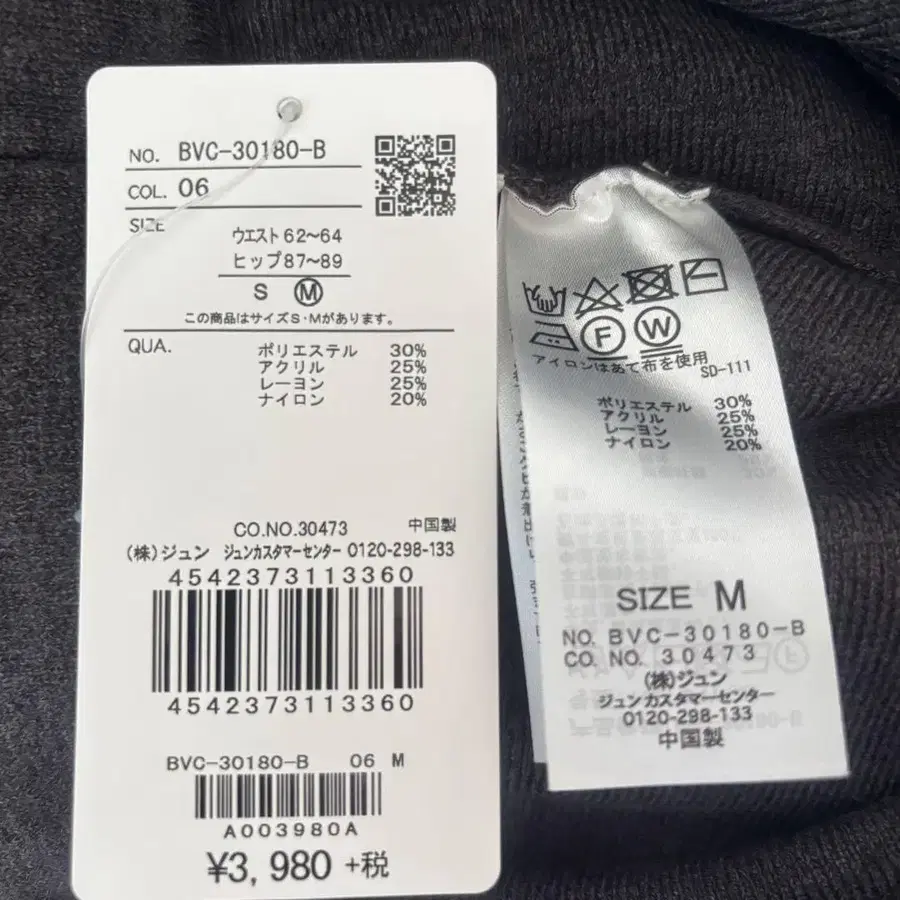 NO. BVC-30180-B
COL. 06
SIZE
ウエスト 62~64
ヒップ87~89
S M
この商品はサイズS・Mがあります。
QUA.
ポリエステル 30%
アクリル 25%
レーヨン 25%
ナイロン 20%
CO.NO.30473 中国製
(株)ジュン ジュンカスタマーセンター 0120-298-133
4542373113360
4542373113360
BVC-30180-B 06 M
A003980A
¥3,980 +税
F W
アイロンはあて布を使用
SD-111
ポリエステル 30%
アクリル 25%
レーヨン 25%
ナイロン 20%
SIZE M
NO. BVC-30180-B
CO. NO. 30473
(株)ジュン
ジュンカスタマーセンター
0120-298-133
中国製